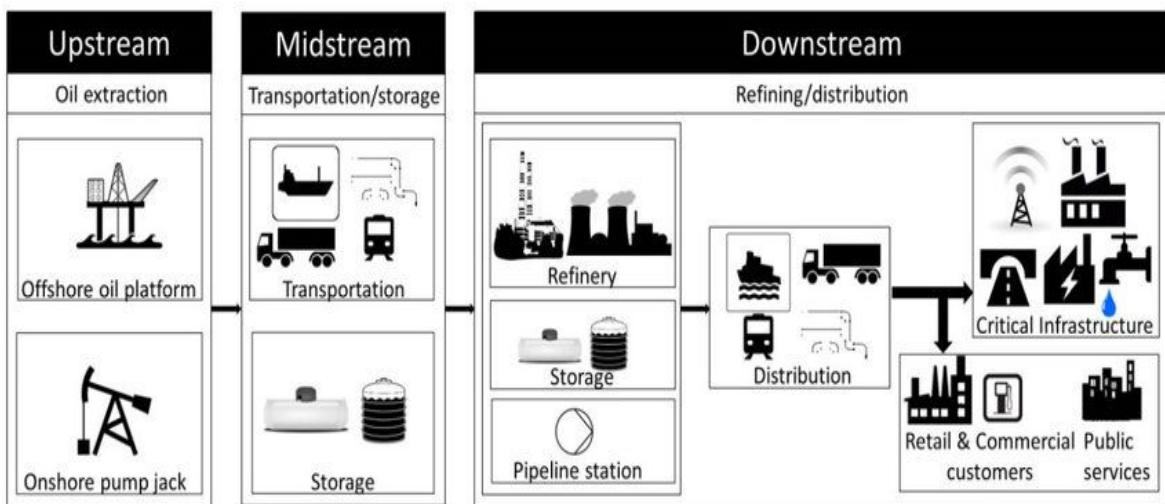 Upstream
Oil extraction
Offshore oil platform
Onshore pump jack
Midstream
Transportation/storage
Transportation
Storage
Downstream
Refining/distribution
Refinery
Storage
Pipeline station
Distribution
Critical Infrastructure
Retail & Commercial
customers
Public
services